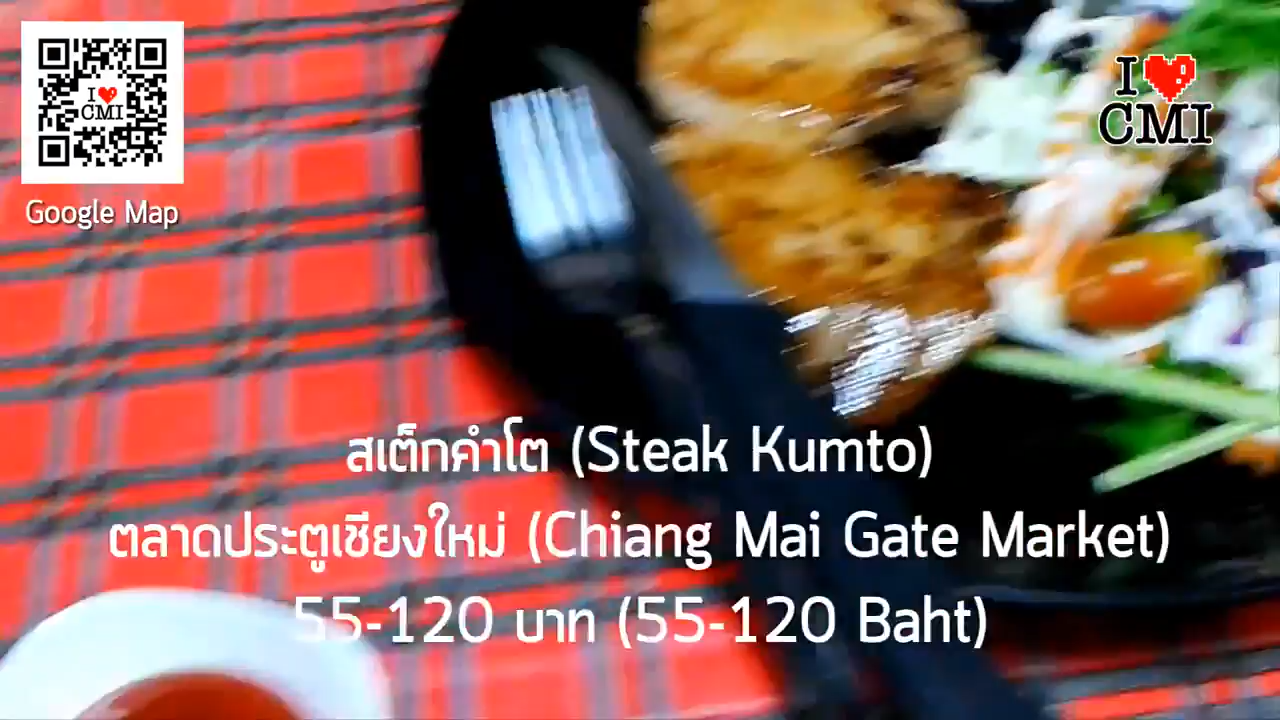 I ❤ CMI
Google Map
I ❤
CMI
สเต็กคำโต (Steak Kumto)
ตลาดประตูเชียงใหม่ (Chiang Mai Gate Market)
55-120 บาท (55-120 Baht)